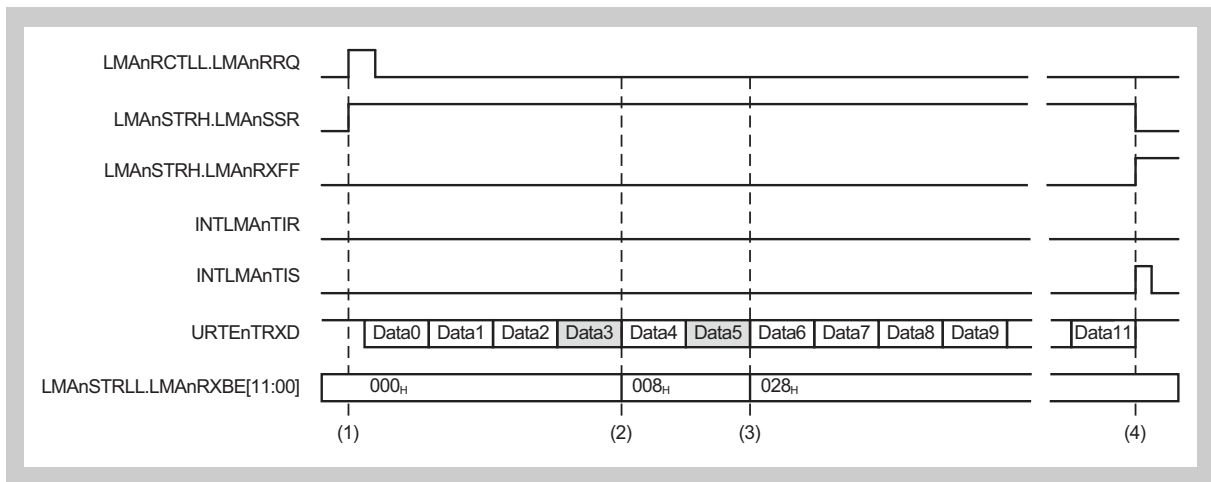 LMAnRCTLL.LMAnRRQ
LMAnSTRH.LMAnSSR
LMAnSTRH.LMAnRXFF
INTLMAnTIR
INTLMAnTIS
URTEnTRXD Data0 Data1 Data2 Data3 Data4 Data5 Data6 Data7 Data8 Data9 Data11
LMAnSTRLL.LMAnRXBE[11:00] 000H 008H 028H
(1) (2) (3) (4)